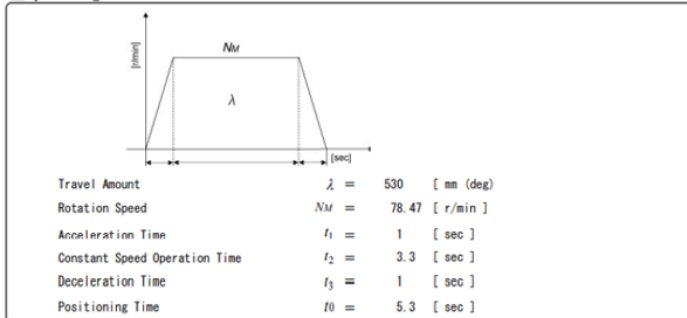 [r/min]
NM
λ
[sec]
Travel Amount λ = 530 [ mm (deg)
Rotation Speed NM = 78.47 [ r/min ]
Acceleration Time t1 = 1 [ sec ]
Constant Speed Operation Time t2 = 3.3 [ sec ]
Deceleration Time t3 = 1 [ sec ]
Positioning Time t0 = 5.3 [ sec ]